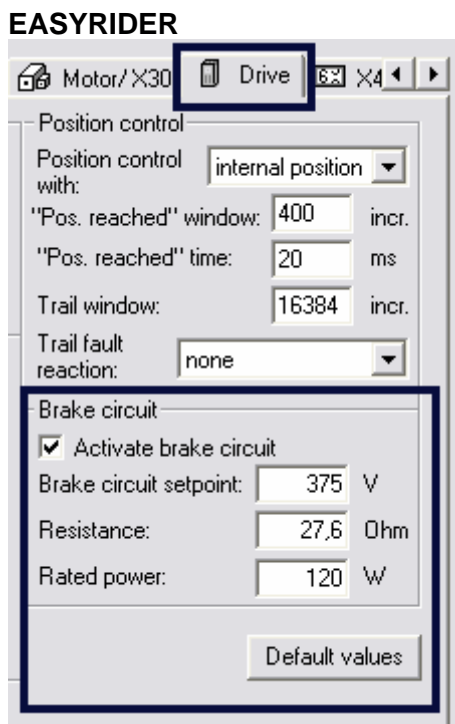 EASYRIDER
Motor/X30 Drive X4
Position control
Position control with:
internal position
"Pos. reached" window: 400 incr.
"Pos. reached" time: 20 ms
Trail window: 16384 incr.
Trail fault reaction:
none
Brake circuit
Activate brake circuit
Brake circuit setpoint: 375 V
Resistance: 27,6 Ohm
Rated power: 120 W
Default values